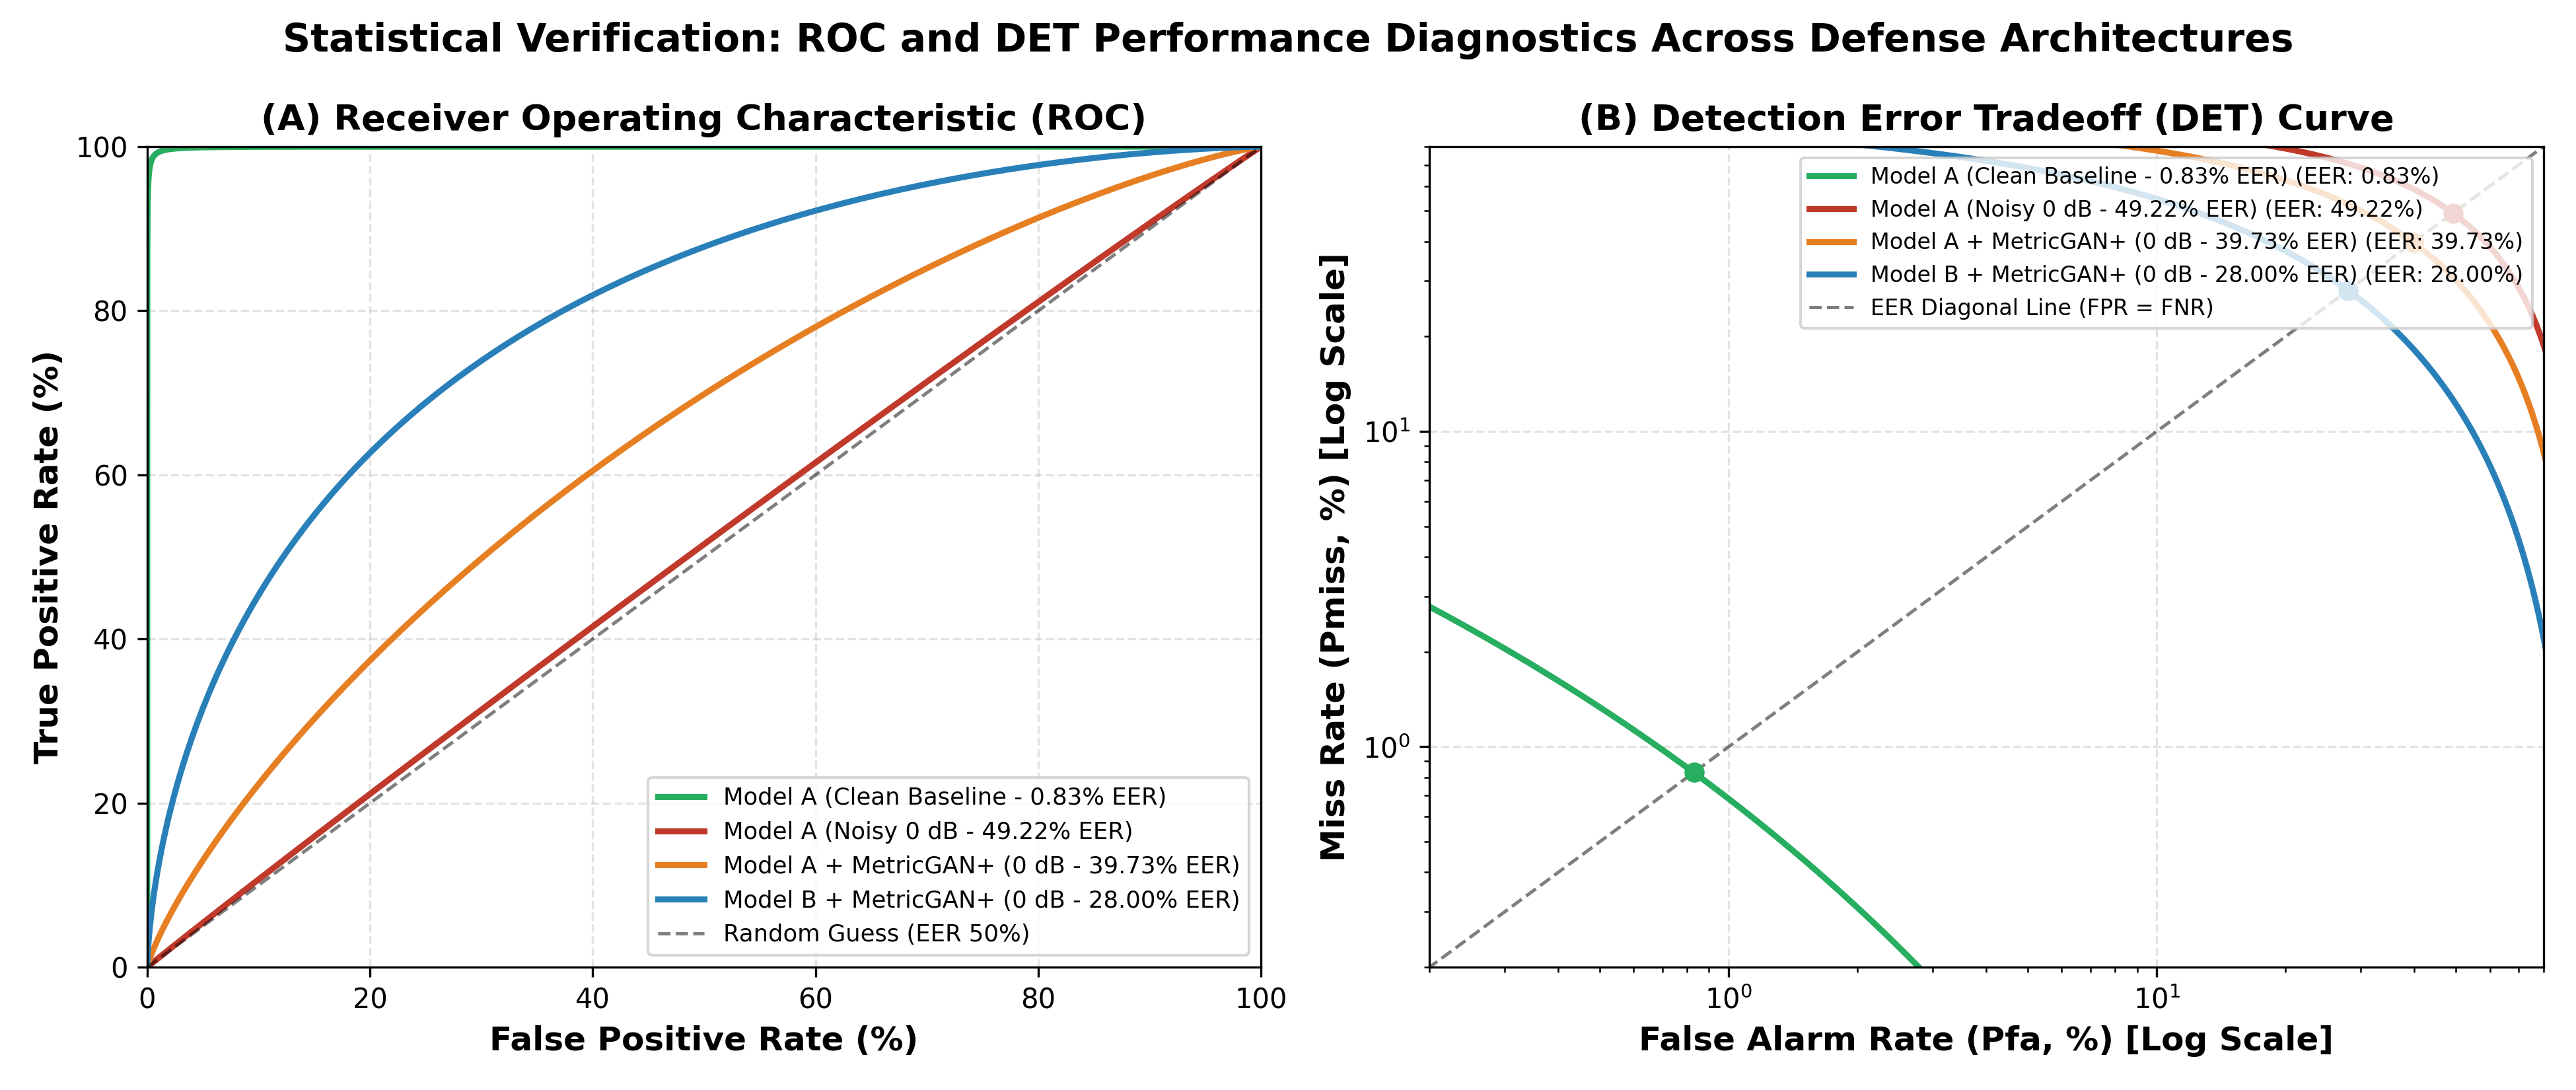 Statistical Verification: ROC and DET Performance Diagnostics Across Defense Architectures
(A) Receiver Operating Characteristic (ROC)
True Positive Rate (%)
100
80
60
40
20
0
0 20 40 60 80 100
False Positive Rate (%)
Model A (Clean Baseline - 0.83% EER)
Model A (Noisy 0 dB - 49.22% EER)
Model A + MetricGAN+ (0 dB - 39.73% EER)
Model B + MetricGAN+ (0 dB - 28.00% EER)
Random Guess (EER 50%)
(B) Detection Error Tradeoff (DET) Curve
Miss Rate (Pmiss, %) [Log Scale]
10¹
10⁰
10⁰ 10¹
False Alarm Rate (Pfa, %) [Log Scale]
Model A (Clean Baseline - 0.83% EER) (EER: 0.83%)
Model A (Noisy 0 dB - 49.22% EER) (EER: 49.22%)
Model A + MetricGAN+ (0 dB - 39.73% EER) (EER: 39.73%)
Model B + MetricGAN+ (0 dB - 28.00% EER) (EER: 28.00%)
EER Diagonal Line (FPR = FNR)